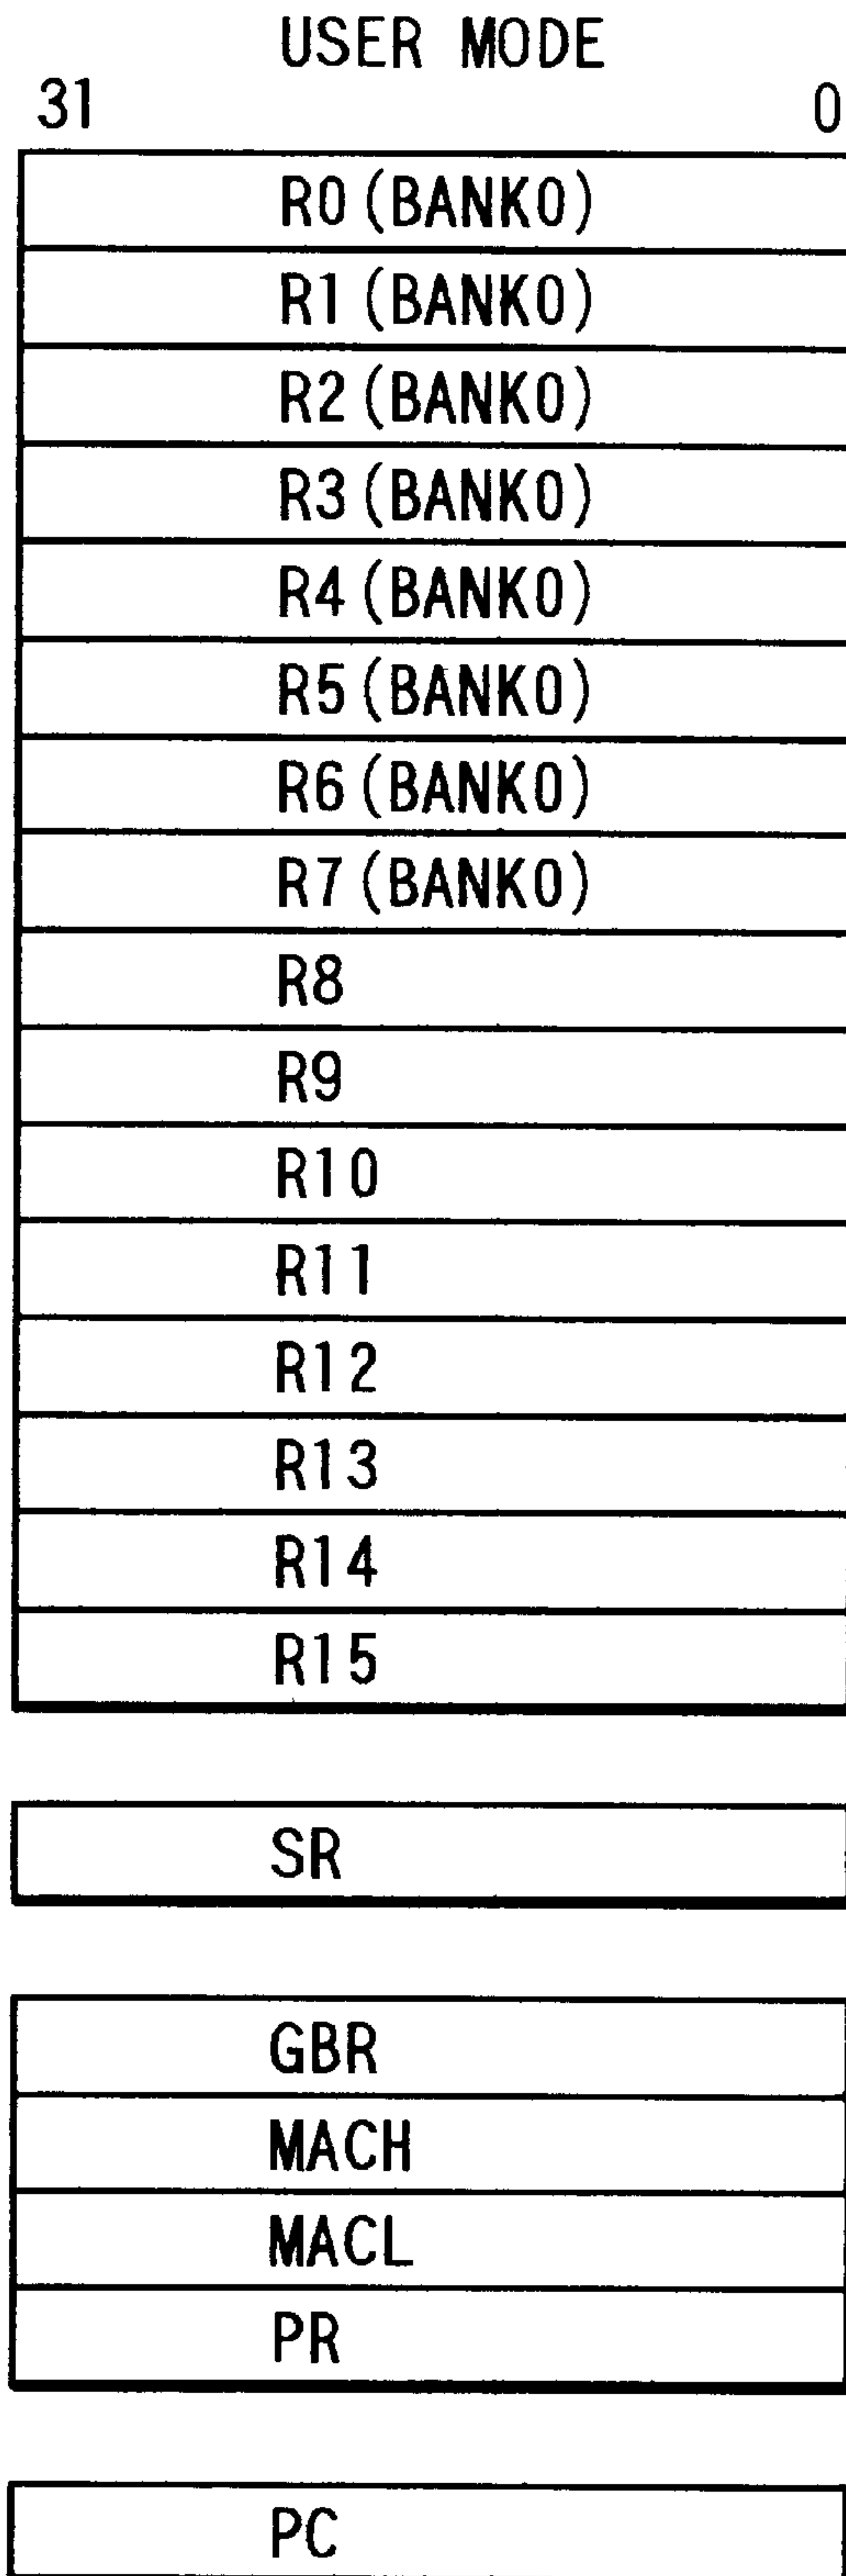 USER MODE
31 0
R0(BANK0)
R1(BANK0)
R2(BANK0)
R3(BANK0)
R4(BANK0)
R5(BANK0)
R6(BANK0)
R7(BANK0)
R8
R9
R10
R11
R12
R13
R14
R15
SR
GBR
MACH
MACL
PR
PC